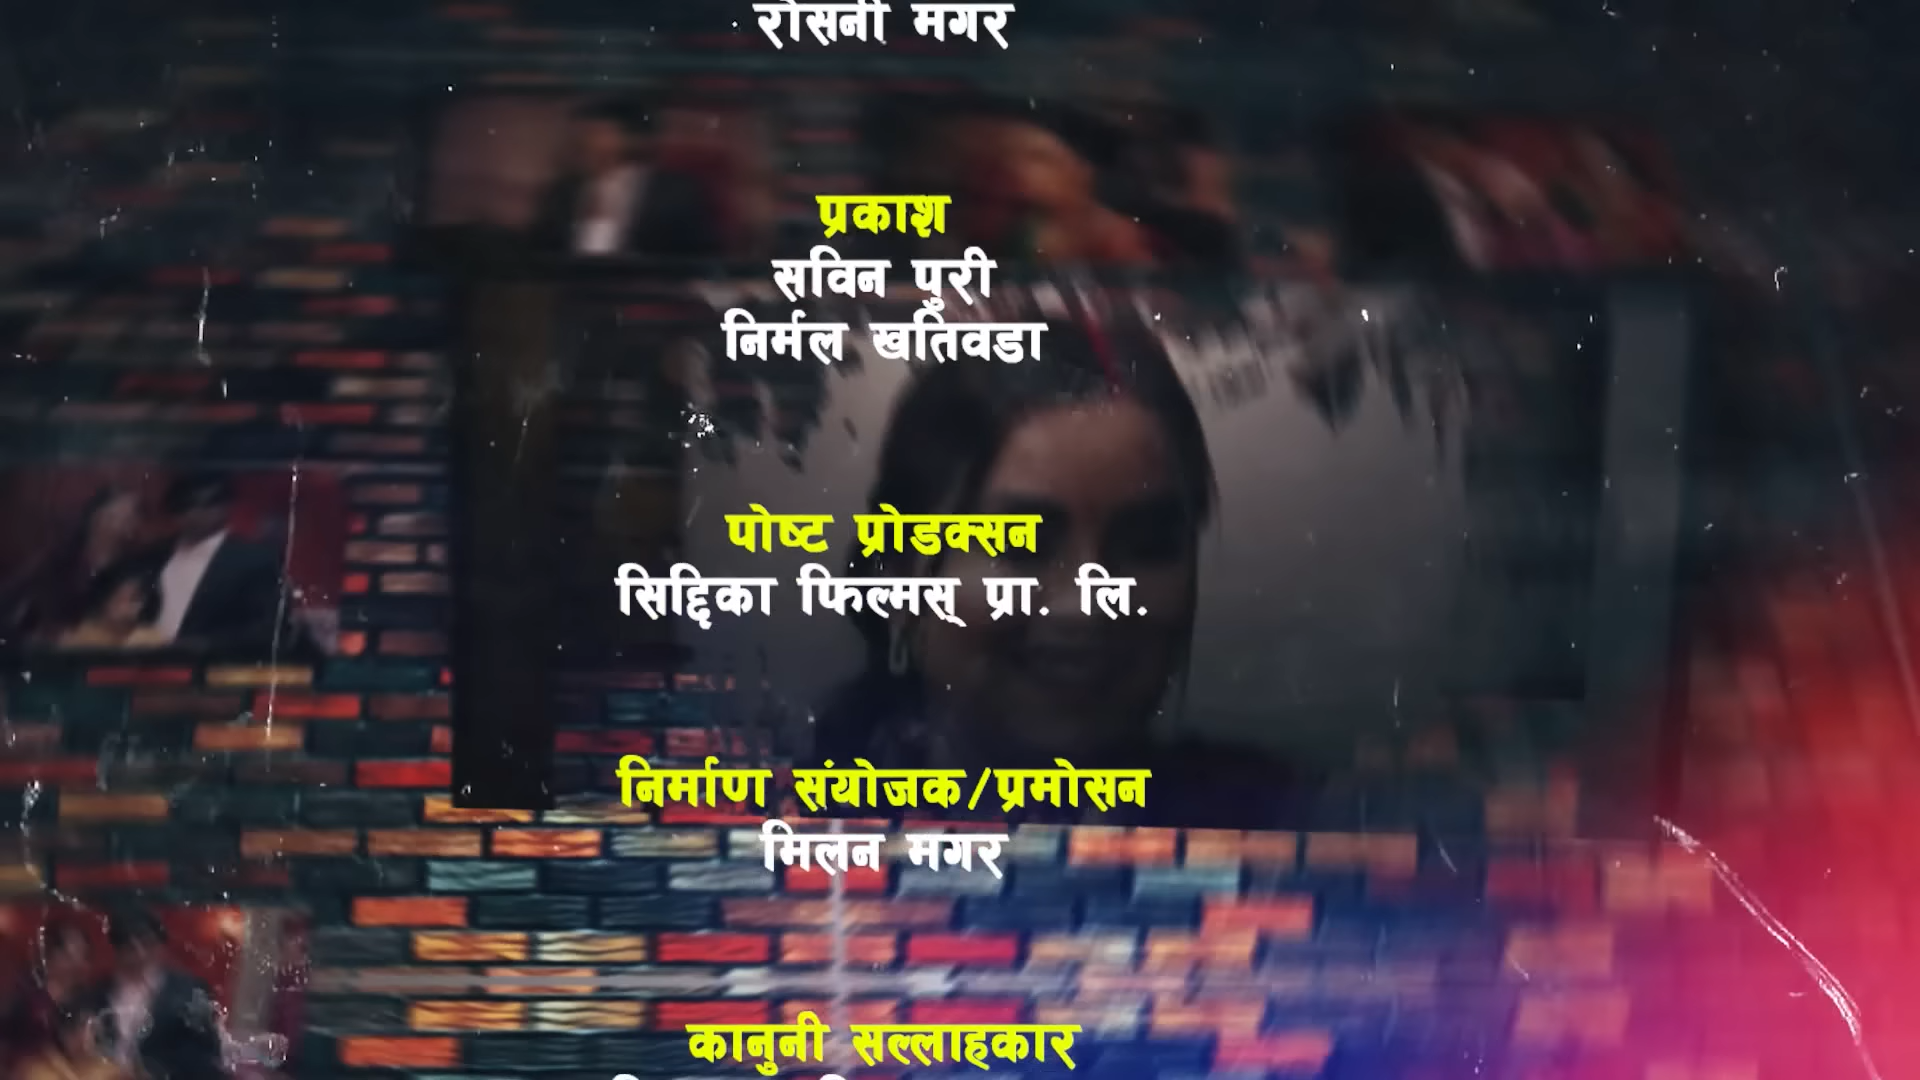 रोसनी मगर
प्रकाश
सविन पुरी
निर्मल खतिवडा
पोष्ट प्रोडक्सन
सिद्दिका फिल्मस् प्रा. लि.
निर्माण संयोजक/प्रमोसन
मिलन मगर
कानुनी सल्लाहकार